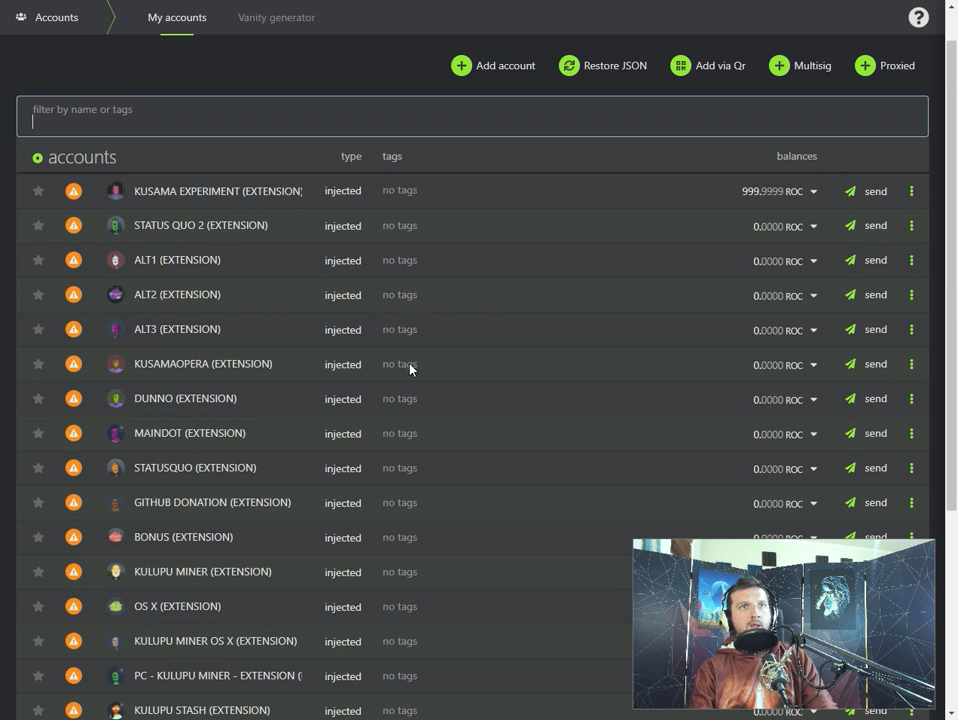 Accounts My accounts Vanity generator ?
Add account Restore JSON Add via Qr Multisig Proxied
filter by name or tags
accounts type tags balances
KUSAMA EXPERIMENT (EXTENSION) injected no tags 999.9999 ROC send
STATUS QUO 2 (EXTENSION) injected no tags 0.0000 ROC send
ALT1 (EXTENSION) injected no tags 0.0000 ROC send
ALT2 (EXTENSION) injected no tags 0.0000 ROC send
ALT3 (EXTENSION) injected no tags 0.0000 ROC send
KUSAMAOPERA (EXTENSION) injected no tags 0.0000 ROC send
DUNNO (EXTENSION) injected no tags 0.0000 ROC send
MAINDOT (EXTENSION) injected no tags 0.0000 ROC send
STATUSQUO (EXTENSION) injected no tags 0.0000 ROC send
GITHUB DONATION (EXTENSION) injected no tags 0.0000 ROC send
BONUS (EXTENSION) injected no tags 0.0000 ROC send
KULUPU MINER (EXTENSION) injected no tags
OS X (EXTENSION) injected no tags
KULUPU MINER OS X (EXTENSION) injected no tags
PC - KULUPU MINER - EXTENSION ( injected no tags
KULUPU STASH (EXTENSION) injected no tags 0.0000 ROC send